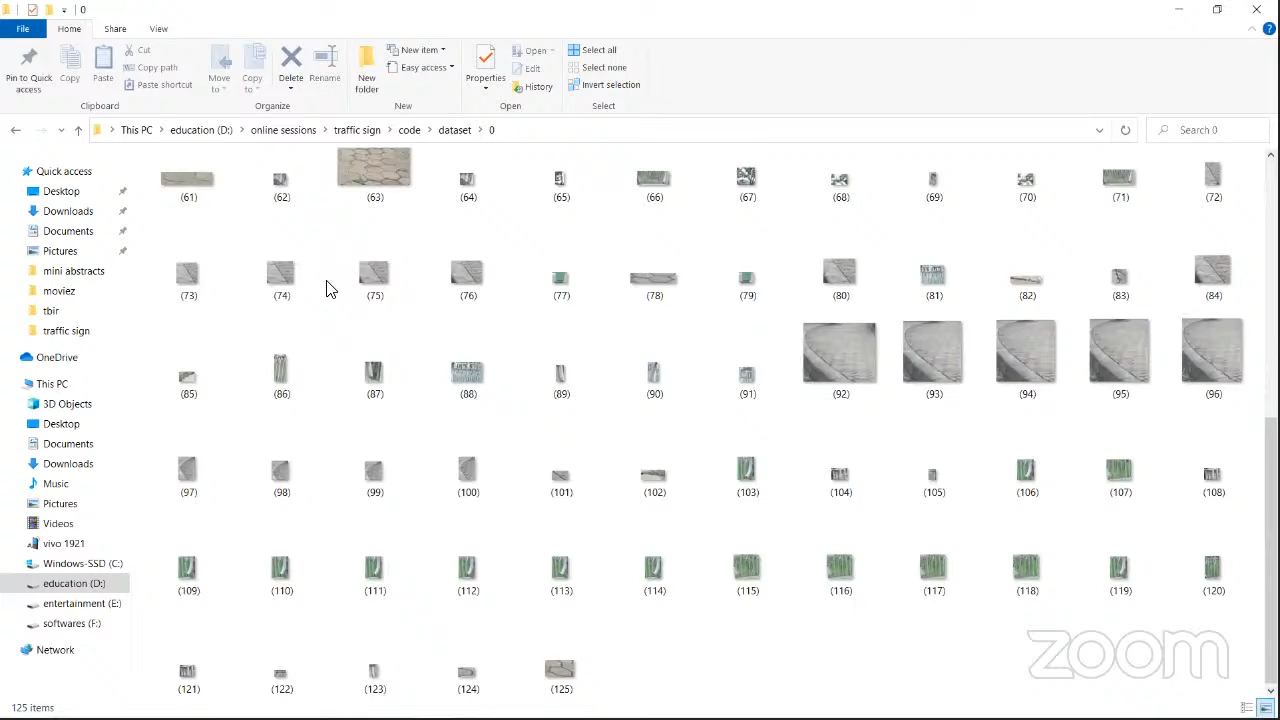 0
File Home Share View
Pin to Quick access
Copy
Paste
Cut
Copy path
Paste shortcut
Clipboard
Move to
Copy to
Delete
Rename
Organize
New folder
New item
Easy access
New
Properties
Open
Edit
History
Open
Select all
Select none
Invert selection
Select
This PC > education (D:) > online sessions > traffic sign > code > dataset > 0
Search 0
Quick access
Desktop
Downloads
Documents
Pictures
mini abstracts
moviez
tbir
traffic sign
OneDrive
This PC
3D Objects
Desktop
Documents
Downloads
Music
Pictures
Videos
vivo 1921
Windows-SSD (C:)
education (D:)
entertainment (E:)
softwares (F:)
Network
(61) (62) (63) (64) (65) (66) (67) (68) (69) (70) (71) (72)
(73) (74) (75) (76) (77) (78) (79) (80) (81) (82) (83) (84)
(85) (86) (87) (88) (89) (90) (91) (92) (93) (94) (95) (96)
(97) (98) (99) (100) (101) (102) (103) (104) (105) (106) (107) (108)
(109) (110) (111) (112) (113) (114) (115) (116) (117) (118) (119) (120)
(121) (122) (123) (124) (125)
zoom
125 items